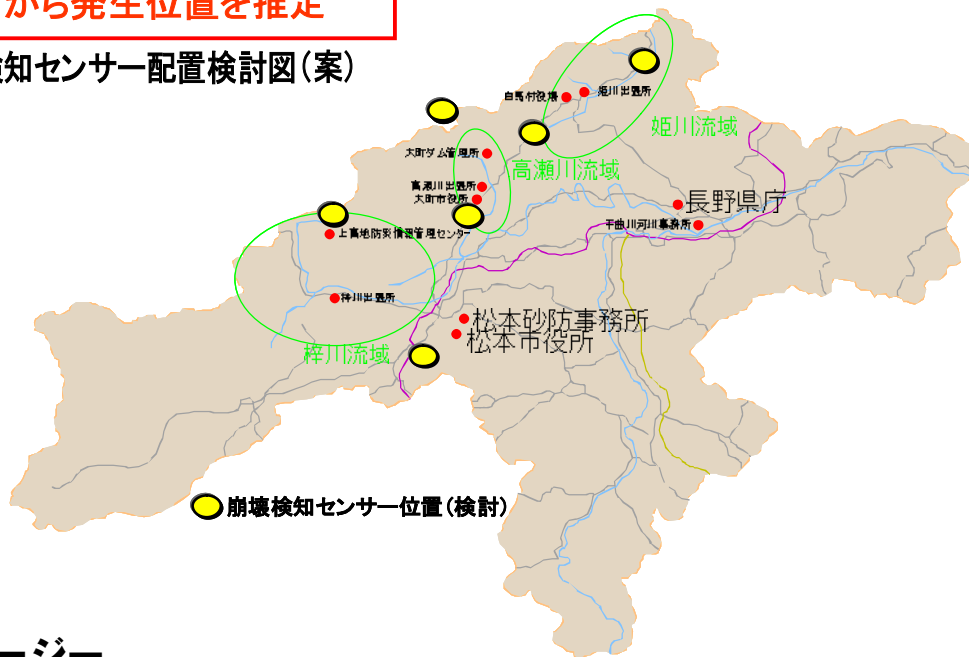 から発生位置を推定
知センサー配置検討図(案)
白馬村役場
姫川出張所
姫川流域
大町ダム管理所
高瀬川流域
高瀬川出張所
大町市役所
長野県庁
千曲川河川事務所
上高地防災情報管理センター
梓川出張所
松本砂防事務所
松本市役所
梓川流域
崩壊検知センサー位置(検討)
ージー